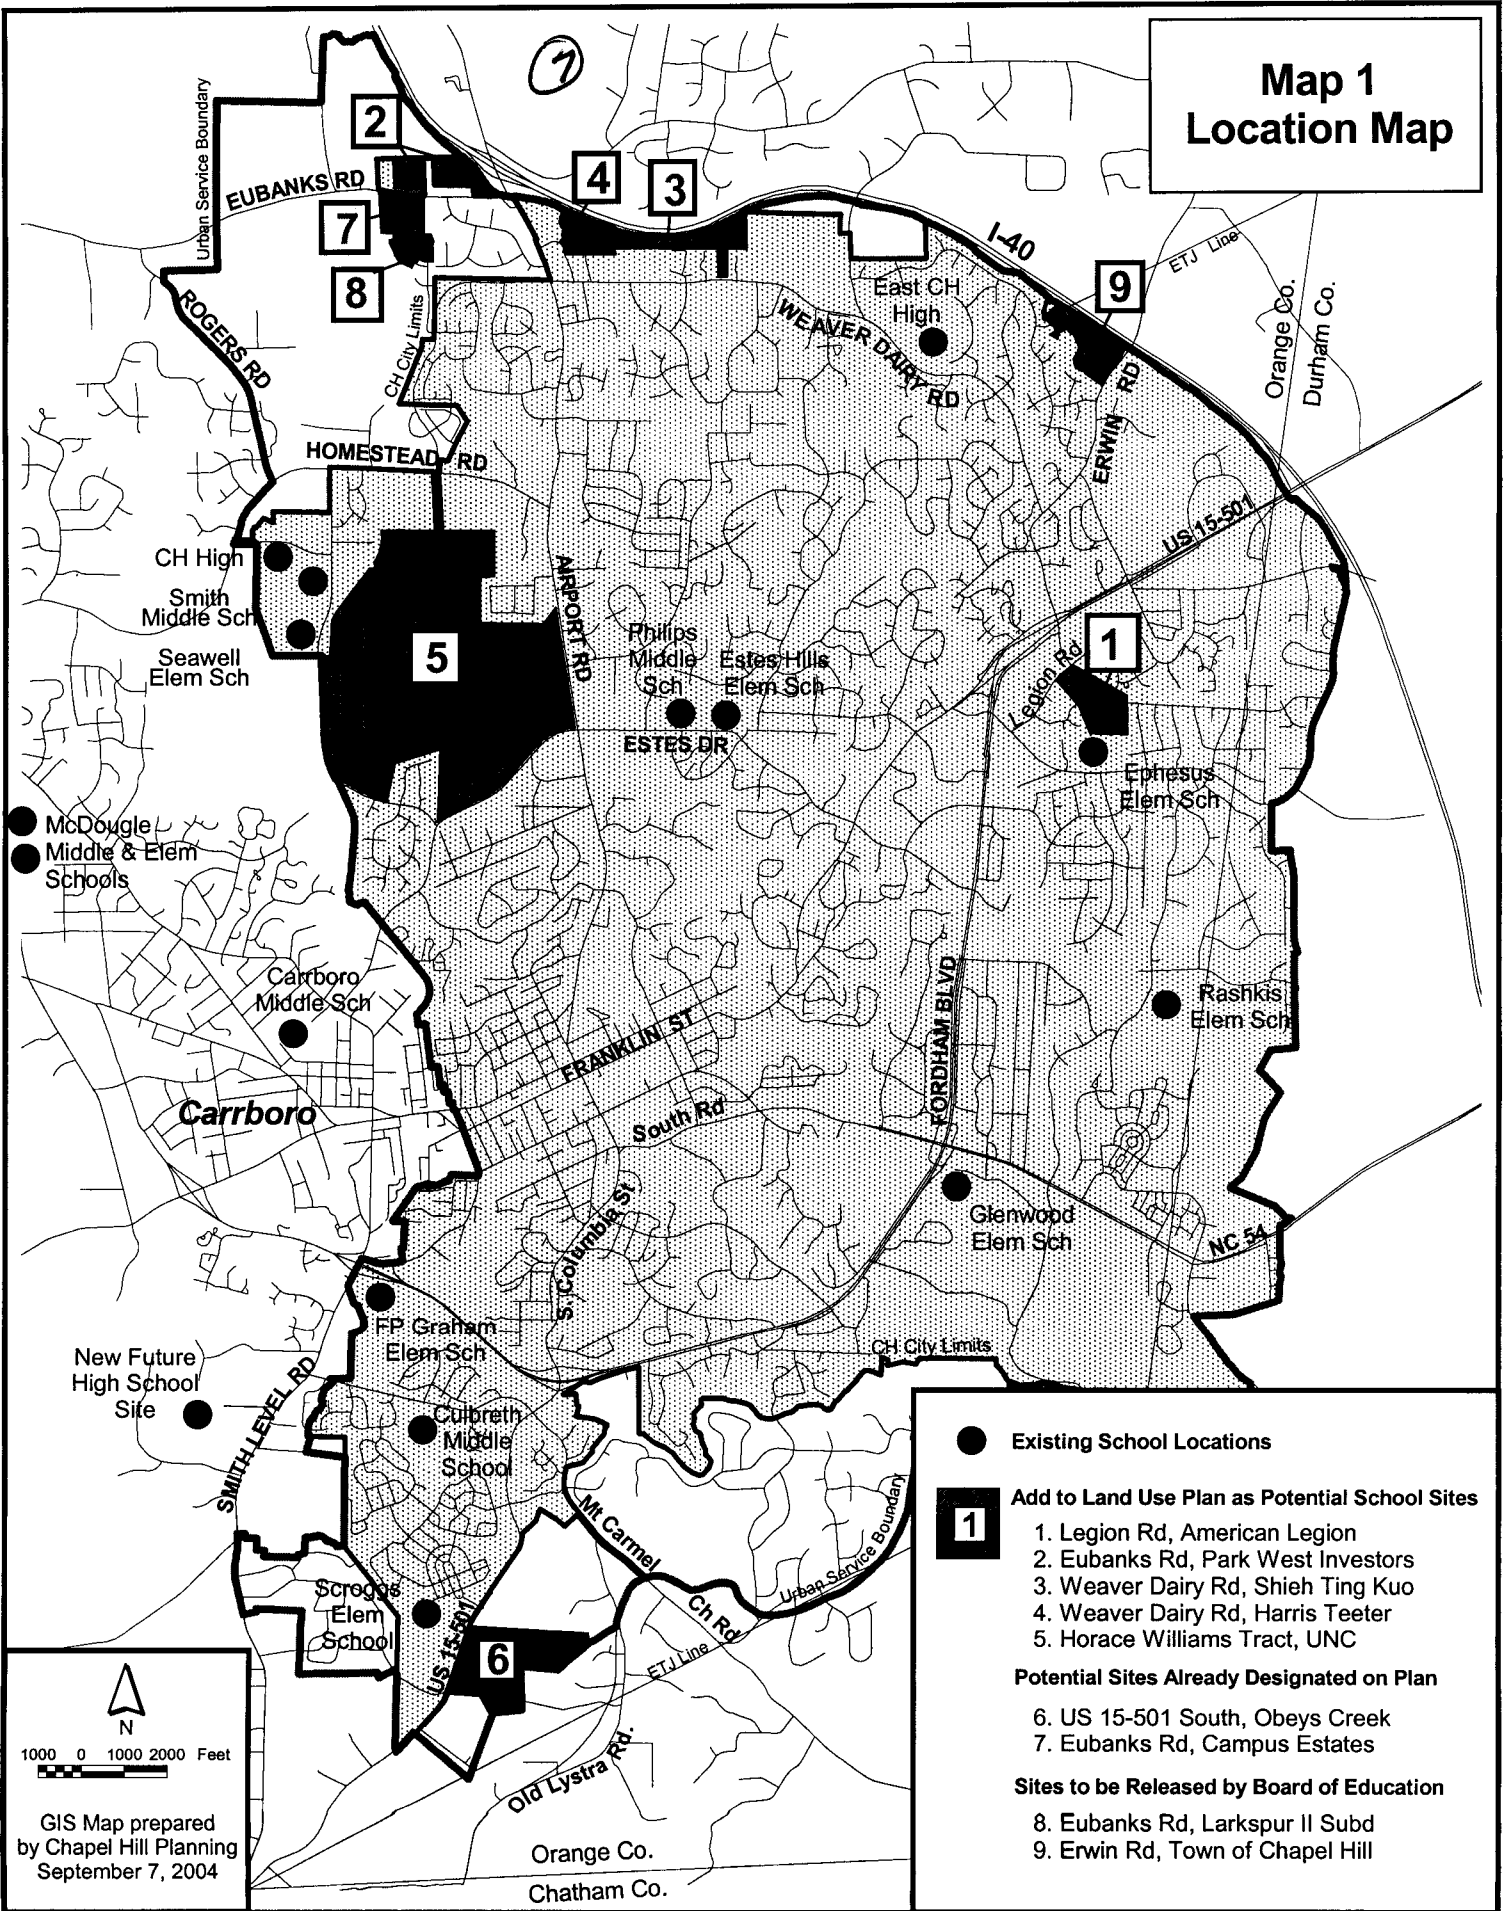 7
Map 1
Location Map
Urban Service Boundary
2
EUBANKS RD
4
3
7
I-40
ETJ Line
8
9
East CH
High
WEAVER DAIRY RD
CH City Limits
ROGERS RD
Orange Co.
Durham Co.
ERWIN RD
HOMESTEAD RD
US 15-501
CH High
Smith
Middle Sch
Seawell
Elem Sch
5
AIRPORT RD
Philips
Middle
Sch
Estes Hills
Elem Sch
ESTES DR
1
Legion Rd
Ephesus
Elem Sch
McDougle
Middle & Elem
Schools
Carrboro
Middle Sch
FRANKLIN ST
FORDHAM BLVD
Rashkis
Elem Sch
Carrboro
South Rd
S. Columbia St
Glenwood
Elem Sch
NC 54
FP Graham
Elem Sch
CH City Limits
New Future
High School
Site
SMITH LEVEL RD
Culbreth
Middle
School
Mt Carmel
Ch Rd
Urban Service Boundary
Scroggs
Elem
School
US 15-501
6
ETJ Line
Old Lystra Rd.
Orange Co.
Chatham Co.
N
1000 0 1000 2000 Feet
GIS Map prepared
by Chapel Hill Planning
September 7, 2004
Existing School Locations
1
Add to Land Use Plan as Potential School Sites
1. Legion Rd, American Legion
2. Eubanks Rd, Park West Investors
3. Weaver Dairy Rd, Shieh Ting Kuo
4. Weaver Dairy Rd, Harris Teeter
5. Horace Williams Tract, UNC
Potential Sites Already Designated on Plan
6. US 15-501 South, Obeys Creek
7. Eubanks Rd, Campus Estates
Sites to be Released by Board of Education
8. Eubanks Rd, Larkspur II Subd
9. Erwin Rd, Town of Chapel Hill